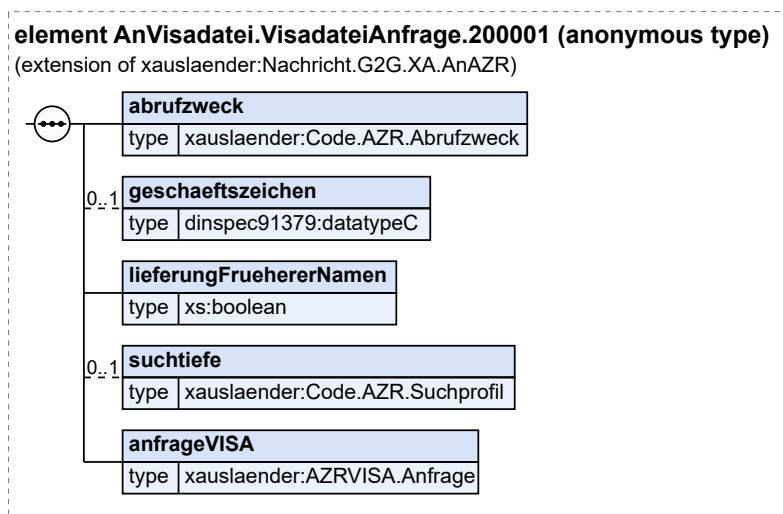 element AnVisadatei.VisadateiAnfrage.200001 (anonymous type)
(extension of xauslaender:Nachricht.G2G.XA.AnAZR)
abrufzweck
type xauslaender:Code.AZR.Abrufzweck
0..1 geschaeftszeichen
type dinspec91379:datatypeC
lieferungFruehererNamen
type xs:boolean
0..1 suchtiefe
type xauslaender:Code.AZR.Suchprofil
anfrageVISA
type xauslaender:AZRVISA.Anfrage